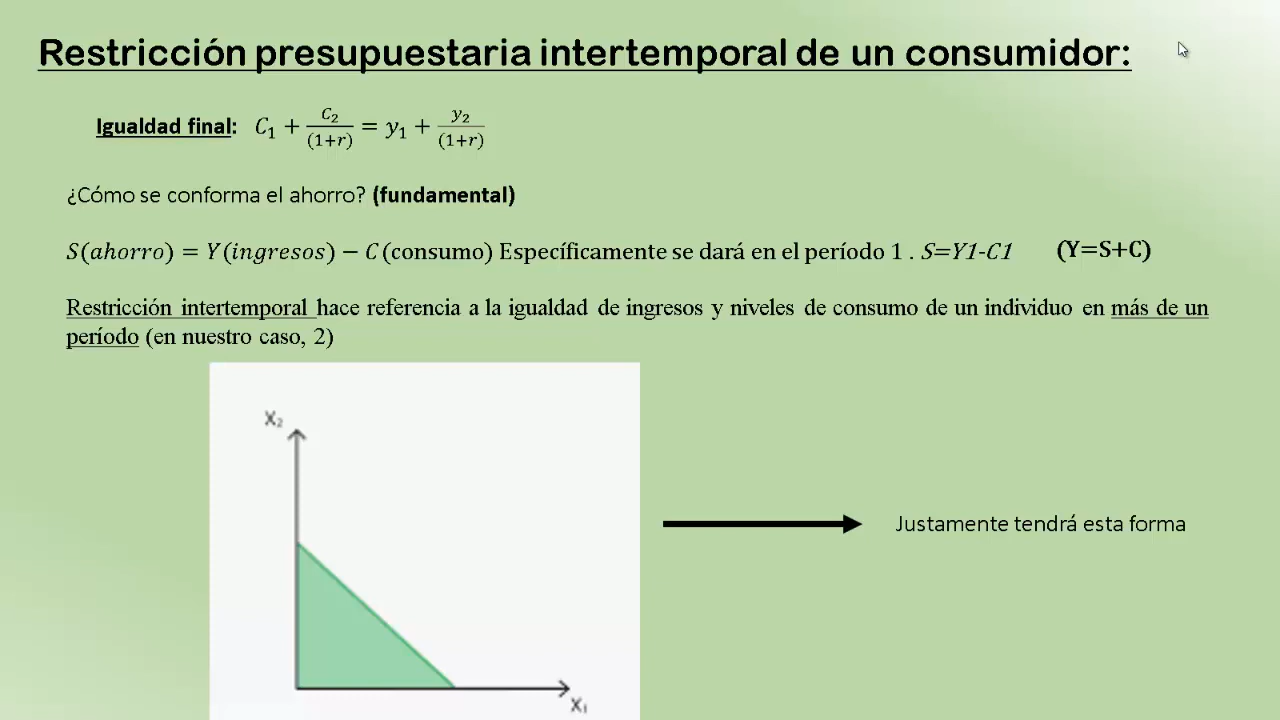 Restricción presupuestaria intertemporal de un consumidor:
Igualdad final: C₁ + C₂/(1+r) = y₁ + y₂/(1+r)
¿Cómo se conforma el ahorro? (fundamental)
S(ahorro) = Y(ingresos) − C (consumo) Específicamente se dará en el período 1 . S=Y1-C1 (Y=S+C)
Restricción intertemporal hace referencia a la igualdad de ingresos y niveles de consumo de un individuo en más de un
período (en nuestro caso, 2)
X₂
Justamente tendrá esta forma
X₁